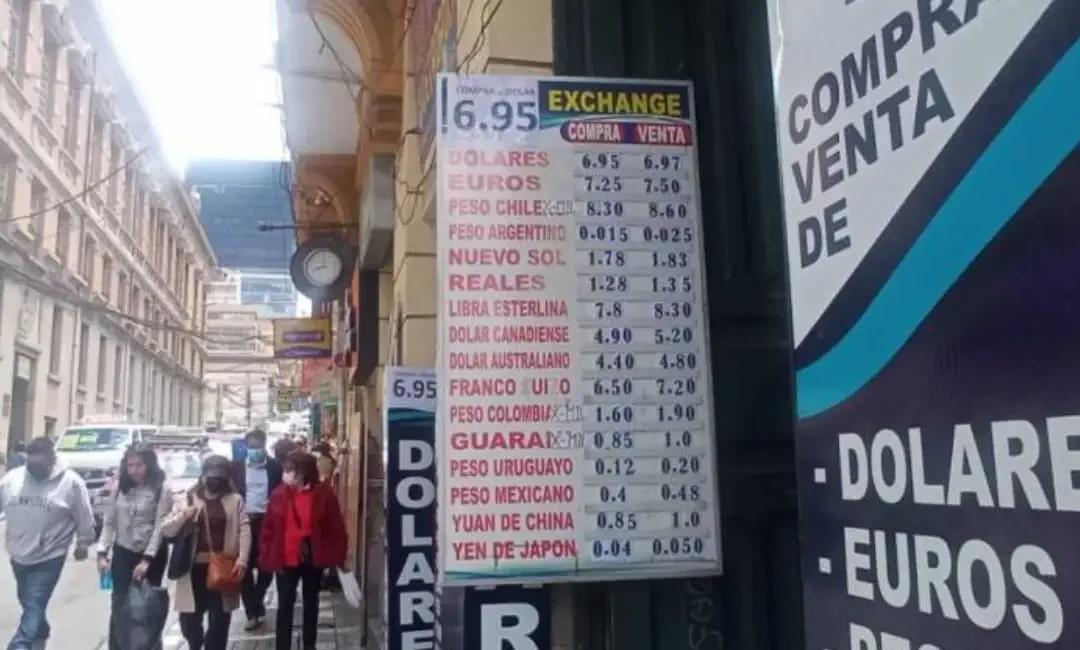 COMPRA DOLAR
6.95
EXCHANGE
COMPRA VENTA
DOLARES 6.95 6.97
EUROS 7.25 7.50
PESO CHILE X-MIL 8.30 8.60
PESO ARGENTINO 0.015 0.025
NUEVO SOL 1.78 1.83
REALES 1.28 1.35
LIBRA ESTERLINA 7.8 8.30
DOLAR CANADIENSE 4.90 5.20
DOLAR AUSTRALIANO 4.40 4.80
FRANCO SUIZO 6.50 7.20
PESO COLOMBIA X-MIL 1.60 1.90
GUARAI X-MIL 0.85 1.0
PESO URUGUAYO 0.12 0.20
PESO MEXICANO 0.4 0.48
YUAN DE CHINA 0.85 1.0
YEN DE JAPON 0.04 0.050
6.95
DOLARE
R
COMPRA
VENTA
DE
· DOLARE
· EUROS